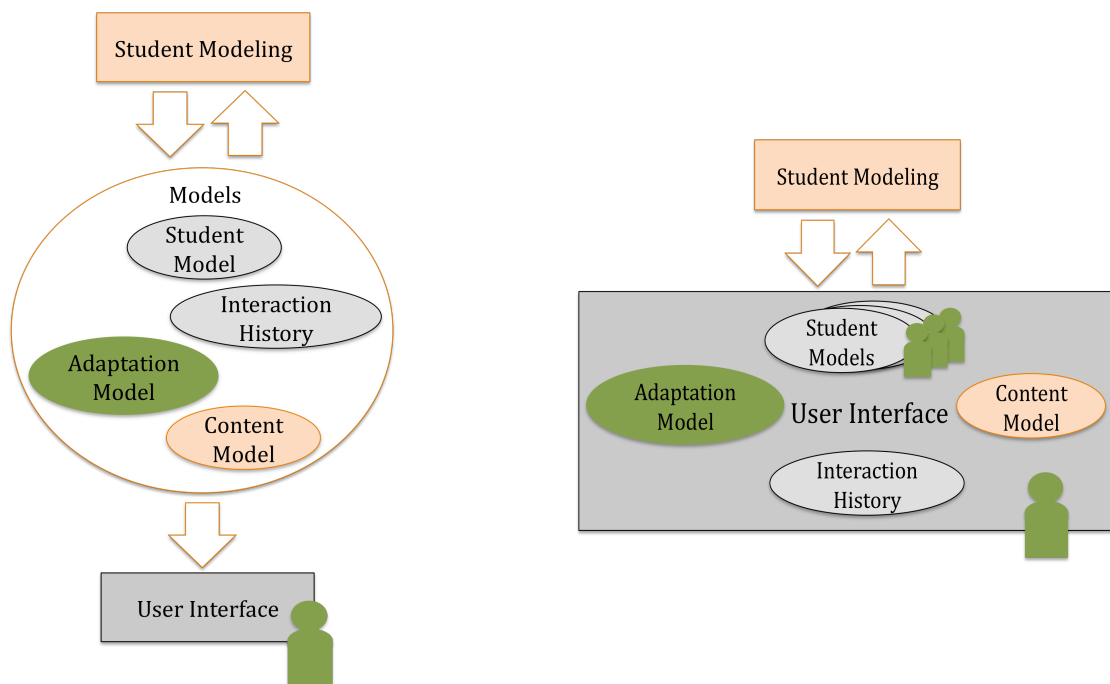 Student Modeling
Models
Student
Model
Interaction
History
Adaptation
Model
Content
Model
User Interface
Student Modeling
Student
Models
Adaptation
Model
User Interface
Content
Model
Interaction
History